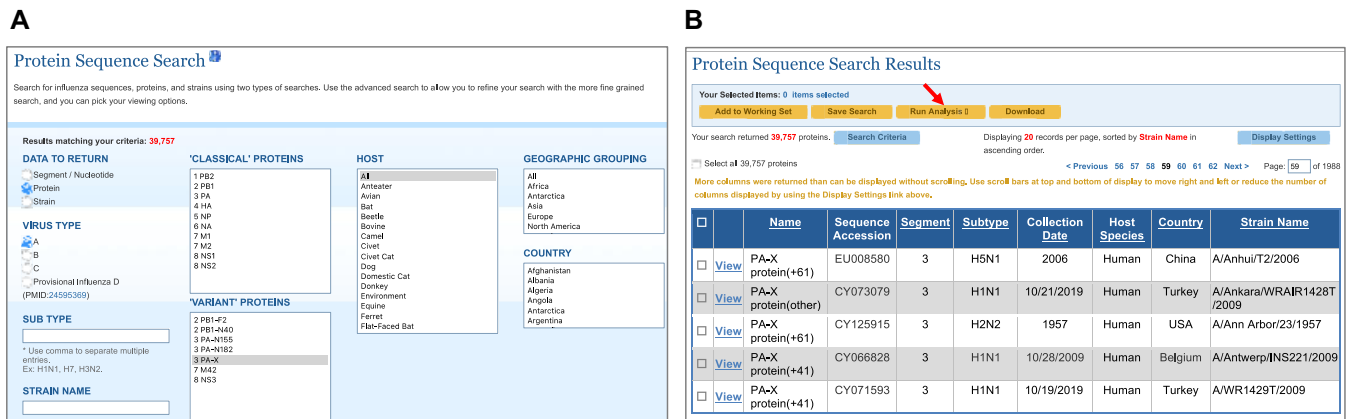 A
Protein Sequence Search
Search for influenza sequences, proteins, and strains using two types of searches. Use the advanced search to allow you to refine your search with the more fine grained
search, and you can pick your viewing options.
Results matching your criteria: 39,757
DATA TO RETURN
Segment / Nucleotide
Protein
Strain
VIRUS TYPE
A
B
C
Provisional Influenza D
(PMID:24595369)
SUB TYPE
* Use comma to separate multiple
entries.
Ex: H1N1, H7, H3N2.
STRAIN NAME
'CLASSICAL' PROTEINS
1 PB2
2 PB1
3 PA
4 HA
5 NP
6 NA
7 M1
7 M2
8 NS1
8 NS2
'VARIANT' PROTEINS
2 PB1-F2
2 PB1-N40
3 PA-N155
3 PA-N182
3 PA-X
7 M42
8 NS3
HOST
All
Anteater
Avian
Bat
Beetle
Bovine
Camel
Civet
Civet Cat
Dog
Domestic Cat
Donkey
Environment
Equine
Ferret
Flat-Faced Bat
GEOGRAPHIC GROUPING
All
Africa
Antarctica
Asia
Europe
North America
COUNTRY
Afghanistan
Albania
Algeria
Angola
Antarctica
Argentina
B
Protein Sequence Search Results
Your Selected Items: 0 items selected
Add to Working Set Save Search Run Analysis Download
Your search returned 39,757 proteins. Search Criteria Displaying 20 records per page, sorted by Strain Name in
ascending order. Display Settings
Select all 39,757 proteins < Previous 56 57 58 59 60 61 62 Next > Page: 59 of 1988
More columns were returned than can be displayed without scrolling. Use scroll bars at top and bottom of display to move right and left or reduce the number of
columns displayed by using the Display Settings link above.
Name Sequence Accession Segment Subtype Collection Date Host Species Country Strain Name
View PA-X protein(+61) EU008580 3 H5N1 2006 Human China A/Anhui/T2/2006
View PA-X protein(other) CY073079 3 H1N1 10/21/2019 Human Turkey A/Ankara/WRAIR1428T/2009
View PA-X protein(+61) CY125915 3 H2N2 1957 Human USA A/Ann Arbor/23/1957
View PA-X protein(+41) CY066828 3 H1N1 10/28/2009 Human Belgium A/Antwerp/INS221/2009
View PA-X protein(+41) CY071593 3 H1N1 10/19/2019 Human Turkey A/WR1429T/2009